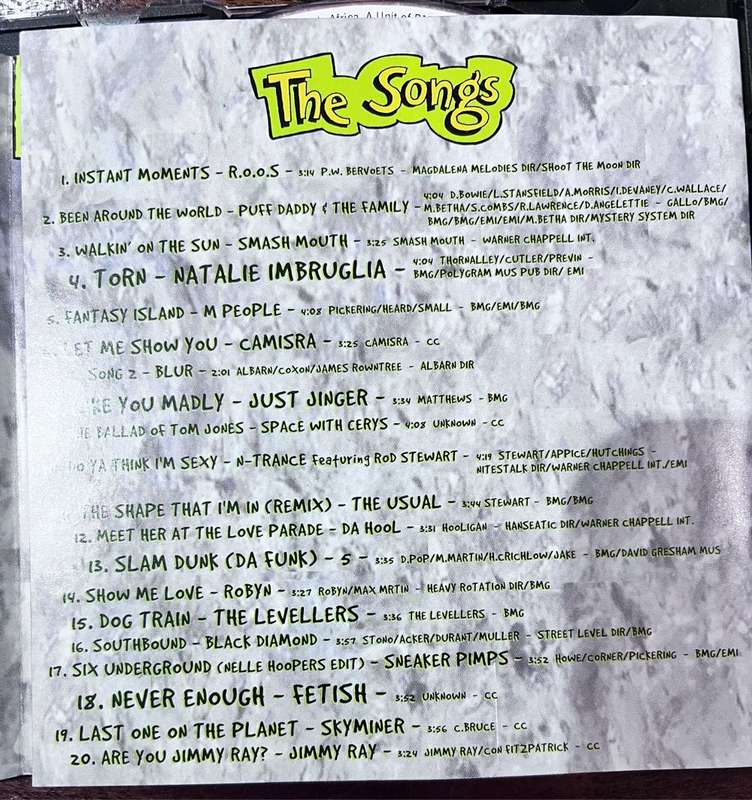 Africa, A Unit of
The Songs
1. INSTANT MOMENTS - R.O.O.S - 3:14 P.W. BERVOETS - MAGDALENA MELODIES DIR/SHOOT THE MOON DIR
2. BEEN AROUND THE WORLD - PUFF DADDY & THE FAMILY - 4:04 D.BOWIE/L.STANSFIELD/A.MORRIS/I.DEVANEY/C.WALLACE/
M.BETHA/S.COMBS/R.LAWRENCE/D.ANGELETTIE - GALLO/BMG/
BMG/BMG/EMI/EMI/M.BETHA DIR/MYSTERY SYSTEM DIR
3. WALKIN' ON THE SUN - SMASH MOUTH - 3:25 SMASH MOUTH - WARNER CHAPPELL INT.
4. TORN - NATALIE IMBRUGLIA - 4:04 THORNALLEY/CUTLER/PREVIN -
BMG/POLYGRAM MUS PUB DIR/ EMI
5. FANTASY ISLAND - M PEOPLE - 4:08 PICKERING/HEARD/SMALL - BMG/EMI/BMG
LET ME SHOW YOU - CAMISRA - 3:25 CAMISRA - CC
SONG 2 - BLUR - 2:01 ALBARN/COXON/JAMES ROWNTREE - ALBARN DIR
YOU MADLY - JUST JINGER - 3:34 MATTHEWS - BMG
BALLAD OF TOM JONES - SPACE WITH CERYS - 4:08 UNKNOWN - CC
YA THINK I'M SEXY - N-TRANCE featuring ROD STEWART - 4:19 STEWART/APPICE/HUTCHINGS -
NITESTALK DIR/WARNER CHAPPELL INT./EMI
THE SHAPE THAT I'M IN (REMIX) - THE USUAL - 3:44 STEWART - BMG/BMG
12. MEET HER AT THE LOVE PARADE - DA HOOL - 3:31 HOOLIGAN - HANSEATIC DIR/WARNER CHAPPELL INT.
13. SLAM DUNK (DA FUNK) - 5 - 3:35 D.POP/M.MARTIN/H.CRICHLOW/JAKE - BMG/DAVID GRESHAM MUS
14. SHOW ME LOVE - ROBYN - 3:27 ROBYN/MAX MRTIN - HEAVY ROTATION DIR/BMG
15. DOG TRAIN - THE LEVELLERS - 3:36 THE LEVELLERS - BMG
16. SOUTHBOUND - BLACK DIAMOND - 3:57 STONO/ACKER/DURANT/MULLER - STREET LEVEL DIR/BMG
17. SIX UNDERGROUND (NELLE HOOPERS EDIT) - SNEAKER PIMPS - 3:52 HOWE/CORNER/PICKERING - BMG/EMI
18. NEVER ENOUGH - FETISH - 3:52 UNKNOWN - CC
19. LAST ONE ON THE PLANET - SKYMINER - 3:56 C.BRUCE - CC
20. ARE YOU JIMMY RAY? - JIMMY RAY - 3:24 JIMMY RAY/CON FITZPATRICK - CC